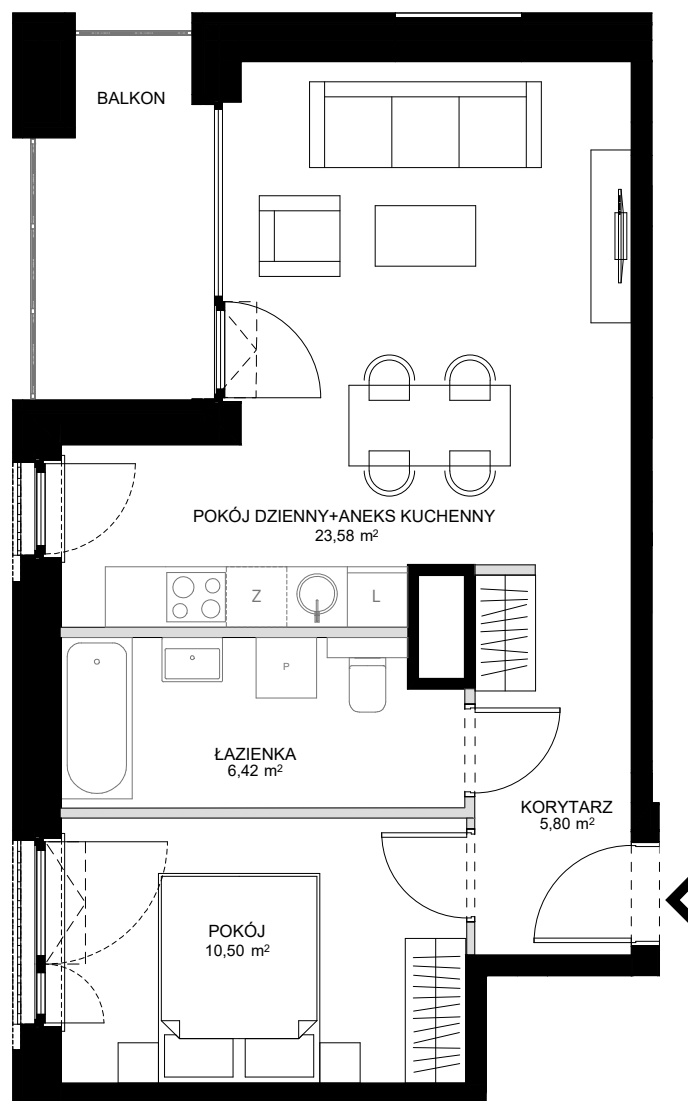 BALKON
POKÓJ DZIENNY+ANEKS KUCHENNY
23,58 m²
Z
L
P
ŁAZIENKA
6,42 m²
KORYTARZ
5,80 m²
POKÓJ
10,50 m²